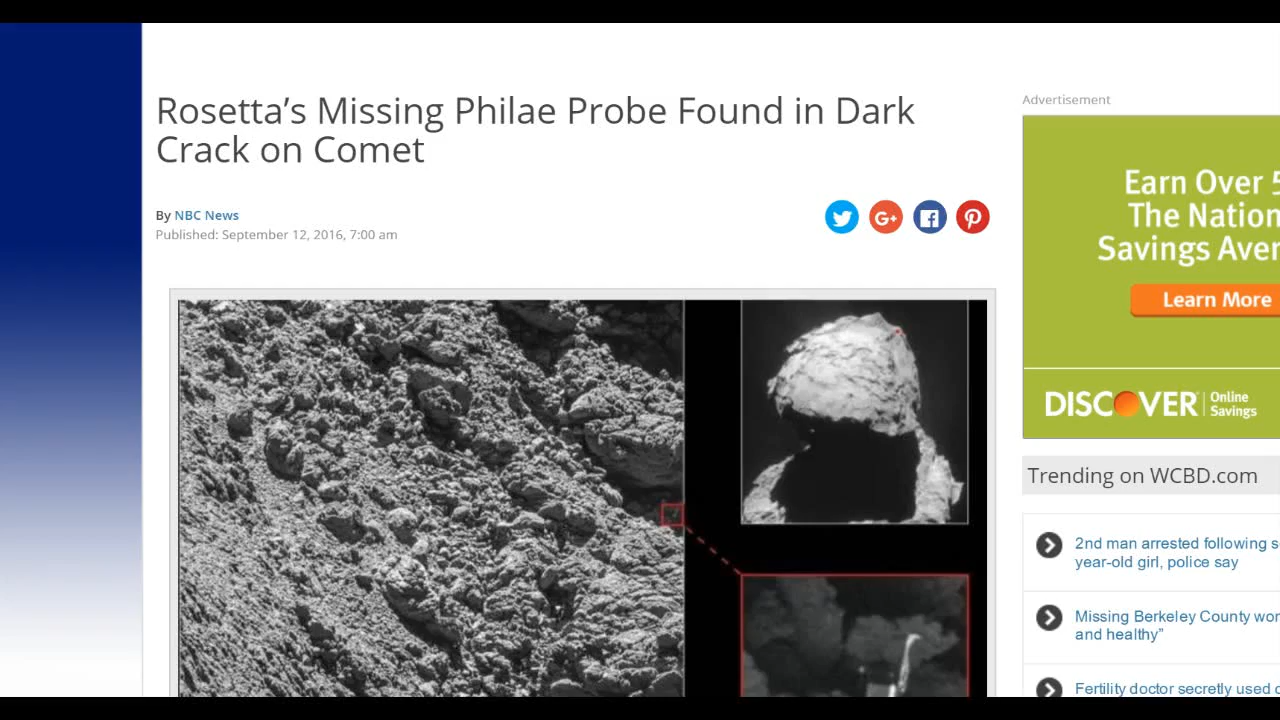 Rosetta’s Missing Philae Probe Found in Dark
Crack on Comet
By NBC News
Published: September 12, 2016, 7:00 am
Advertisement
Earn Over 5
The Nation
Savings Aver
Learn More
DISCOVER
Online
Savings
Trending on WCBD.com
2nd man arrested following s
year-old girl, police say
Missing Berkeley County wor
and healthy”
Fertility doctor secretly used